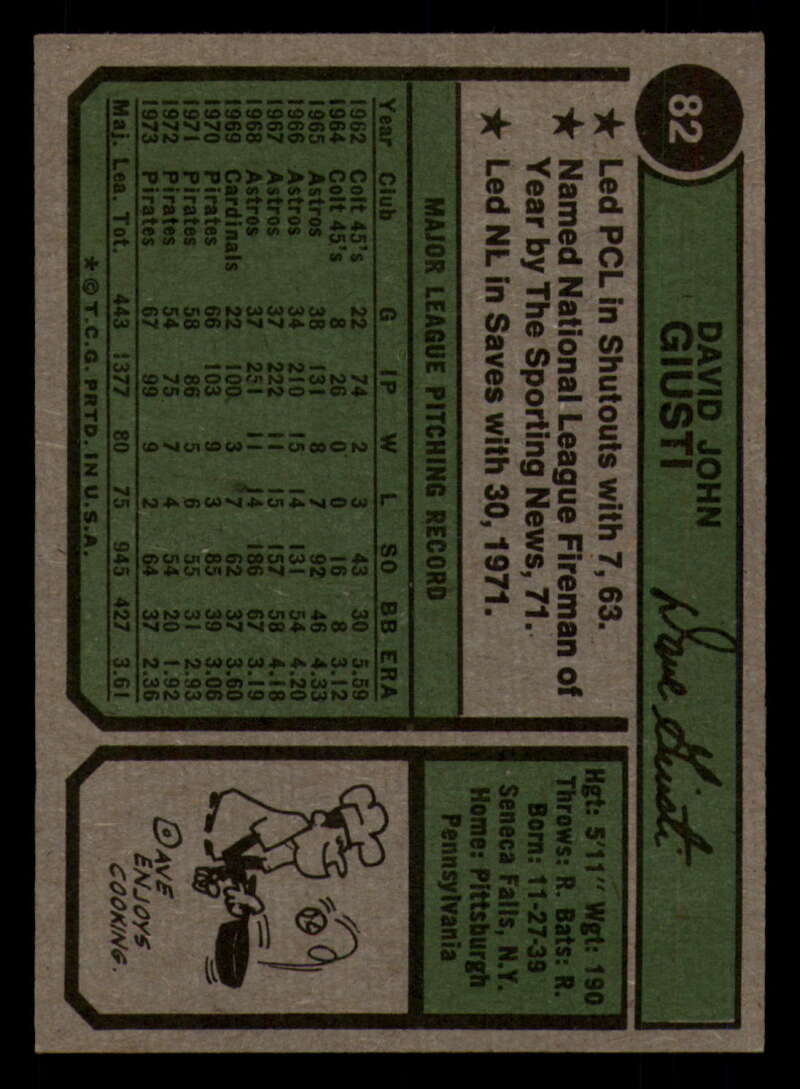 82
DAVID JOHN
GIUSTI
Dave Giusti
★ Led PCL in Shutouts with 7, 63.
★ Named National League Fireman of
Year by The Sporting News, 71.
★ Led NL in Saves with 30, 1971.
Hgt: 5'11" Wgt: 190
Throws: R. Bats: R.
Born: 11-27-39
Seneca Falls, N.Y.
Home: Pittsburgh
Pennsylvania
MAJOR LEAGUE PITCHING RECORD
Year Club G IP W L SO BB ERA
1962 Colt 45's 22 74 2 3 43 30 5.59
1964 Colt 45's 8 26 0 0 16 8 3.12
1965 Astros 38 131 8 7 92 46 4.33
1966 Astros 34 210 15 14 131 54 4.20
1967 Astros 37 222 11 15 157 58 4.18
1968 Astros 37 251 11 14 186 67 3.19
1969 Cardinals 22 100 3 7 62 37 3.60
1970 Pirates 66 103 9 3 85 39 3.06
1971 Pirates 58 86 5 6 55 31 2.93
1972 Pirates 54 75 7 4 54 20 1.92
1973 Pirates 67 99 9 2 64 37 2.36
Maj. Lea. Tot. 443 1377 80 75 945 427 3.61
* © T.C.G. PRTD. IN U.S.A.
DAVE
ENJOYS
COOKING.